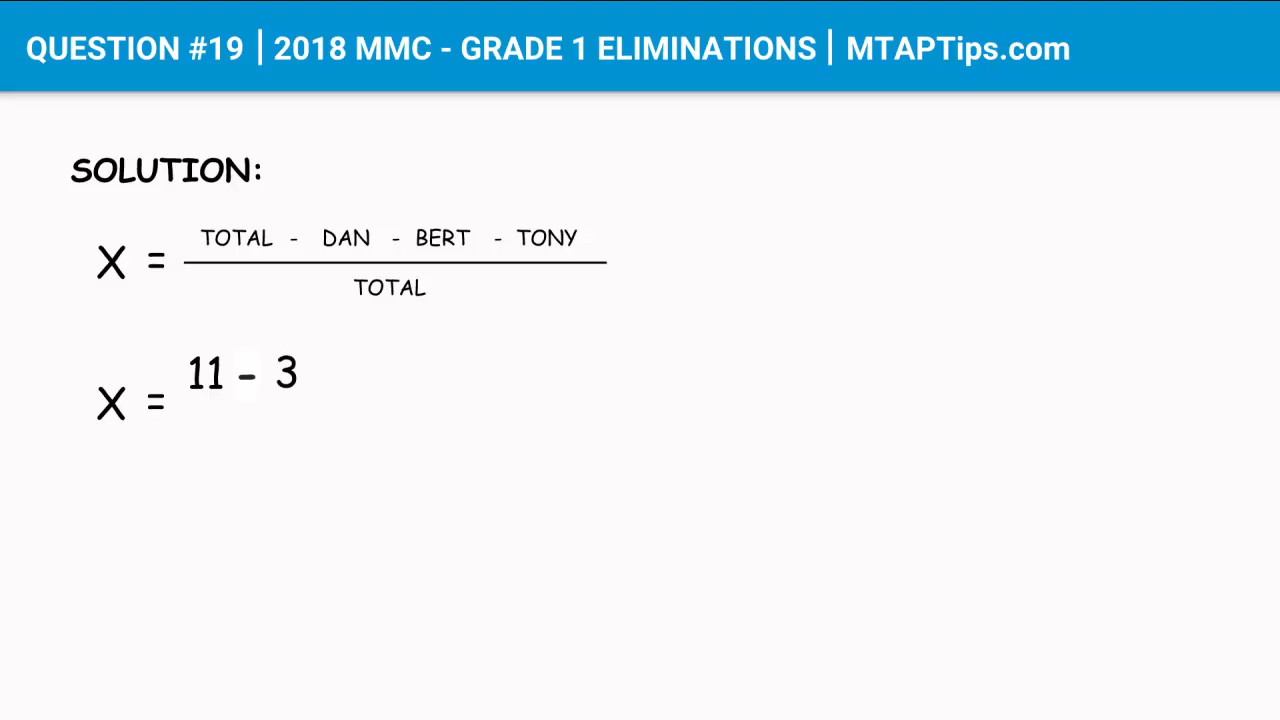 QUESTION #19 | 2018 MMC - GRADE 1 ELIMINATIONS | MTAPTips.com
SOLUTION:
X = TOTAL - DAN - BERT - TONY
TOTAL
X = 11 - 3